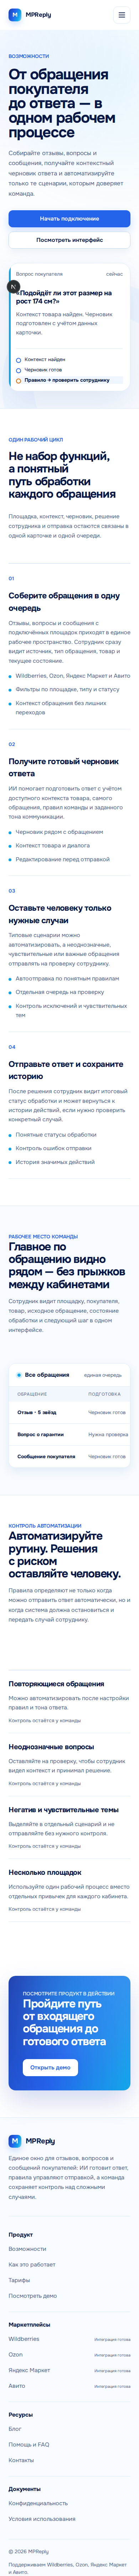 M MPReply
ВОЗМОЖНОСТИ
От обращения
покупателя
до ответа — в
одном рабочем
процессе
Собирайте отзывы, вопросы и
сообщения, получайте контекстный
черновик ответа и автоматизируйте
только те сценарии, которым доверяет
команда.
Начать подключение
Посмотреть интерфейс
Вопрос покупателя сейчас
N
«Подойдёт ли этот размер на
рост 174 см?»
Контекст товара найден. Черновик
подготовлен с учётом данных
карточки.
Контекст найден
Черновик готов
Правило → проверить сотруднику
ОДИН РАБОЧИЙ ЦИКЛ
Не набор функций,
а понятный
путь обработки
каждого обращения
Площадка, контекст, черновик, решение
сотрудника и отправка остаются связаны в
одной карточке и одной очереди.
01
Соберите обращения в одну
очередь
Отзывы, вопросы и сообщения с
подключённых площадок приходят в единое
рабочее пространство. Сотрудник сразу
видит источник, тип обращения, товар и
текущее состояние.
Wildberries, Ozon, Яндекс Маркет и Авито
Фильтры по площадке, типу и статусу
Контекст обращения без лишних
переходов
02
Получите готовый черновик
ответа
ИИ помогает подготовить ответ с учётом
доступного контекста товара, самого
обращения, правил команды и заданного
тона коммуникации.
Черновик рядом с обращением
Контекст товара и диалога
Редактирование перед отправкой
03
Оставьте человеку только
нужные случаи
Типовые сценарии можно
автоматизировать, а неоднозначные,
чувствительные или важные обращения
отправлять на проверку сотруднику.
Автоотправка по понятным правилам
Отдельная очередь на проверку
Контроль исключений и чувствительных
тем
04
Отправьте ответ и сохраните
историю
После решения сотрудник видит итоговый
статус обработки и может вернуться к
истории действий, если нужно проверить
конкретный случай.
Понятные статусы обработки
Контроль ошибок отправки
История значимых действий
РАБОЧЕЕ МЕСТО КОМАНДЫ
Главное по
обращению видно
рядом — без прыжков
между кабинетами
Сотрудник видит площадку, покупателя,
товар, исходное обращение, состояние
обработки и следующий шаг в одном
интерфейсе.
Все обращения единая очередь
ОБРАЩЕНИЕ ПОДГОТОВКА
Отзыв · 5 звёзд Черновик готов
Вопрос о гарантии Нужна проверка
Сообщение покупателя Черновик готов
КОНТРОЛЬ АВТОМАТИЗАЦИИ
Автоматизируйте
рутину. Решения
с риском
оставляйте человеку.
Правила определяют не только когда
можно отправить ответ автоматически, но и
когда система должна остановиться и
передать случай сотруднику.
Повторяющиеся обращения
Можно автоматизировать после настройки
правил и тона ответа.
Контроль остаётся у команды
Неоднозначные вопросы
Оставляйте на проверку, чтобы сотрудник
видел контекст и принимал решение.
Контроль остаётся у команды
Негатив и чувствительные темы
Выделяйте в отдельный сценарий и не
отправляйте без нужного контроля.
Контроль остаётся у команды
Несколько площадок
Используйте один рабочий процесс вместо
отдельных привычек для каждого кабинета.
Контроль остаётся у команды
ПОСМОТРИТЕ ПРОДУКТ В ДЕЙСТВИИ
Пройдите путь
от входящего
обращения до
готового ответа
Открыть демо
M MPReply
Единое окно для отзывов, вопросов и
сообщений покупателей: ИИ готовит ответ,
правила управляют отправкой, а команда
сохраняет контроль над сложными
случаями.
Продукт
Возможности
Как это работает
Тарифы
Посмотреть демо
Маркетплейсы
Wildberries Интеграция готова
Ozon Интеграция готова
Яндекс Маркет Интеграция готова
Авито Интеграция готова
Ресурсы
Блог
Помощь и FAQ
Контакты
Документы
Конфиденциальность
Условия использования
© 2026 MPReply
Поддерживаем Wildberries, Ozon, Яндекс Маркет
и Авито